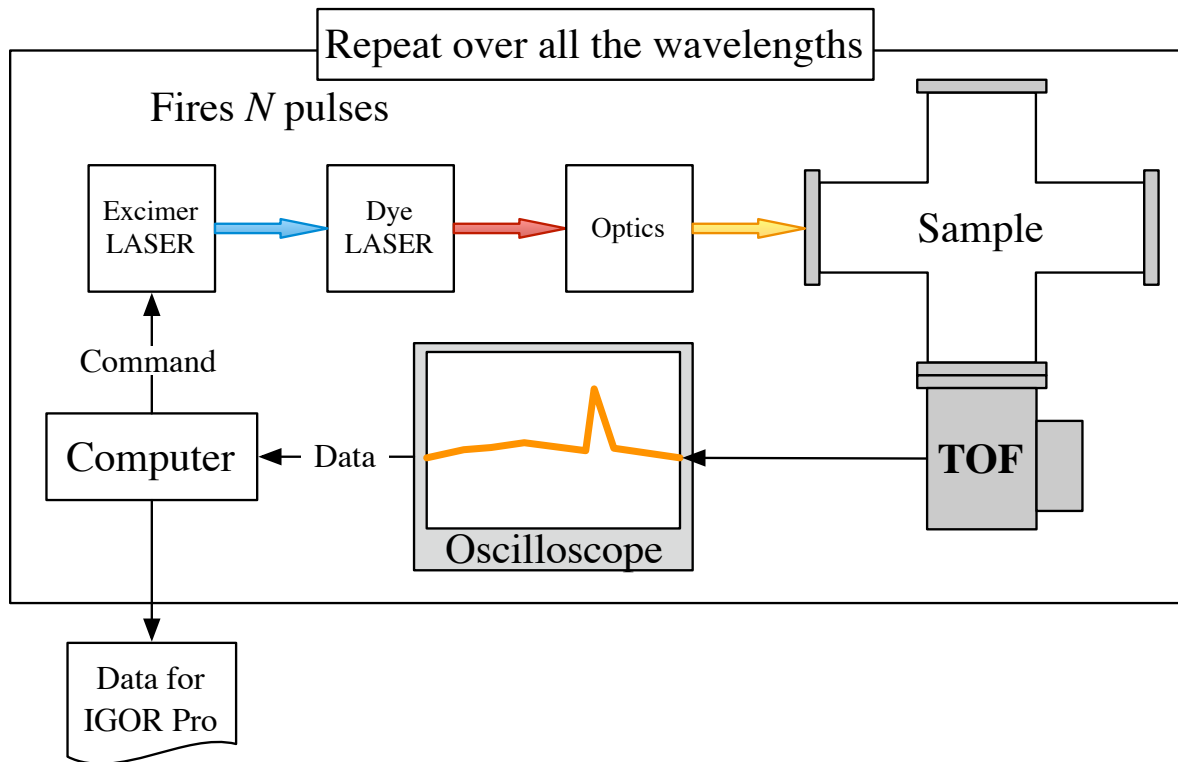 Repeat over all the wavelengths
Fires N pulses
Excimer
LASER
Dye
LASER
Optics
Sample
Command
Computer
Data
Oscilloscope
TOF
Data for
IGOR Pro